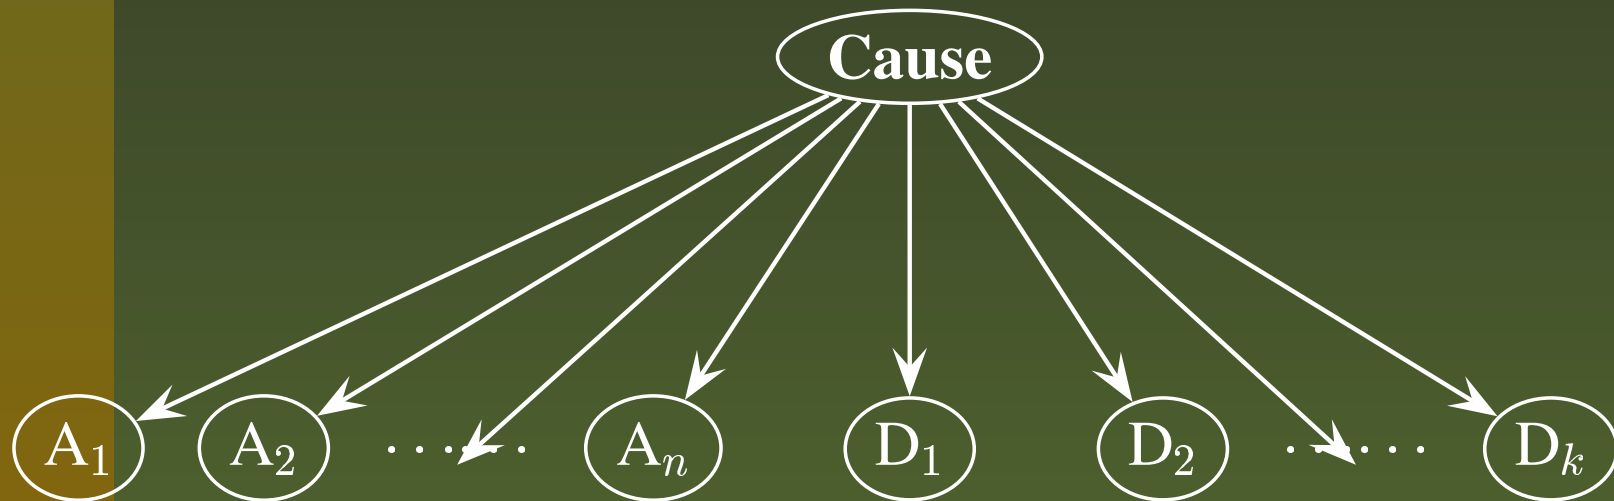 Cause
A₁ A₂ ...... Aₙ D₁ D₂ ...... Dₖ